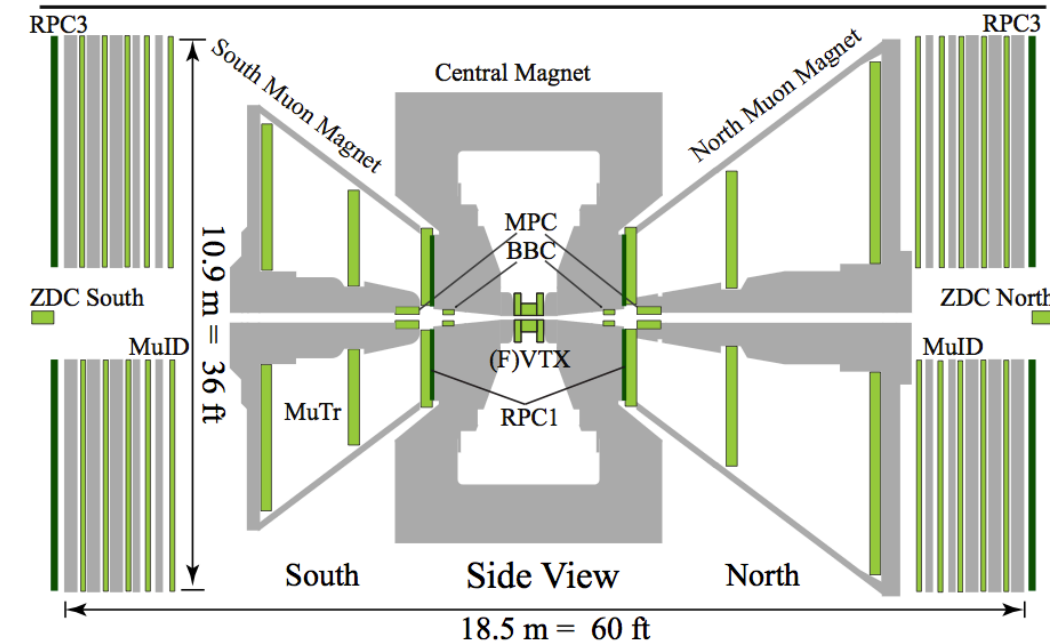 RPC3
RPC3
South Muon Magnet
Central Magnet
North Muon Magnet
MPC
BBC
10.9 m = 36 ft
ZDC South
ZDC North
MuID
MuID
(F)VTX
MuTr
RPC1
South
Side View
North
18.5 m = 60 ft